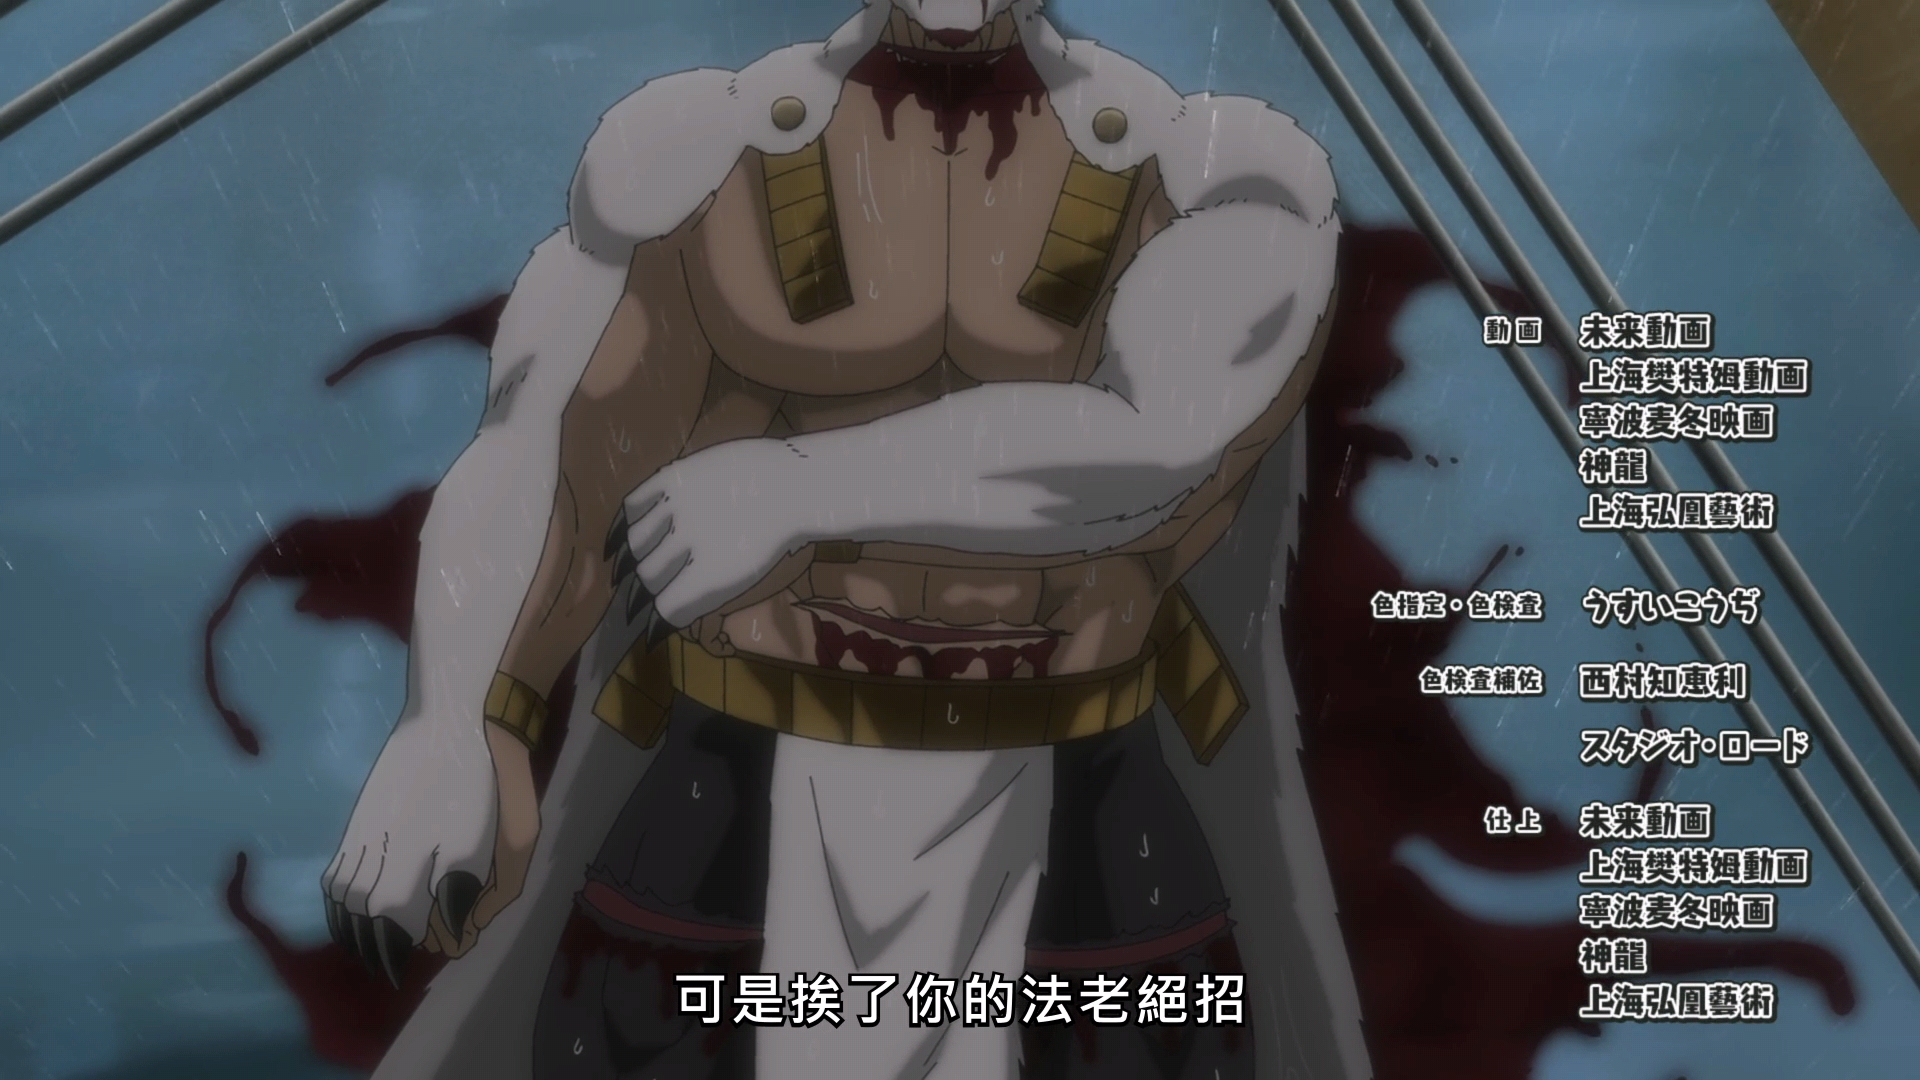 動画 未来動画
上海樊特姆動画
寧波麦冬映画
神龍
上海弘凰藝術
色指定・色検査 うすいこうぢ
色検査補佐 西村知恵利
スタジオ・ロード
仕上 未来動画
上海樊特姆動画
寧波麦冬映画
神龍
上海弘凰藝術
可是挨了你的法老絕招